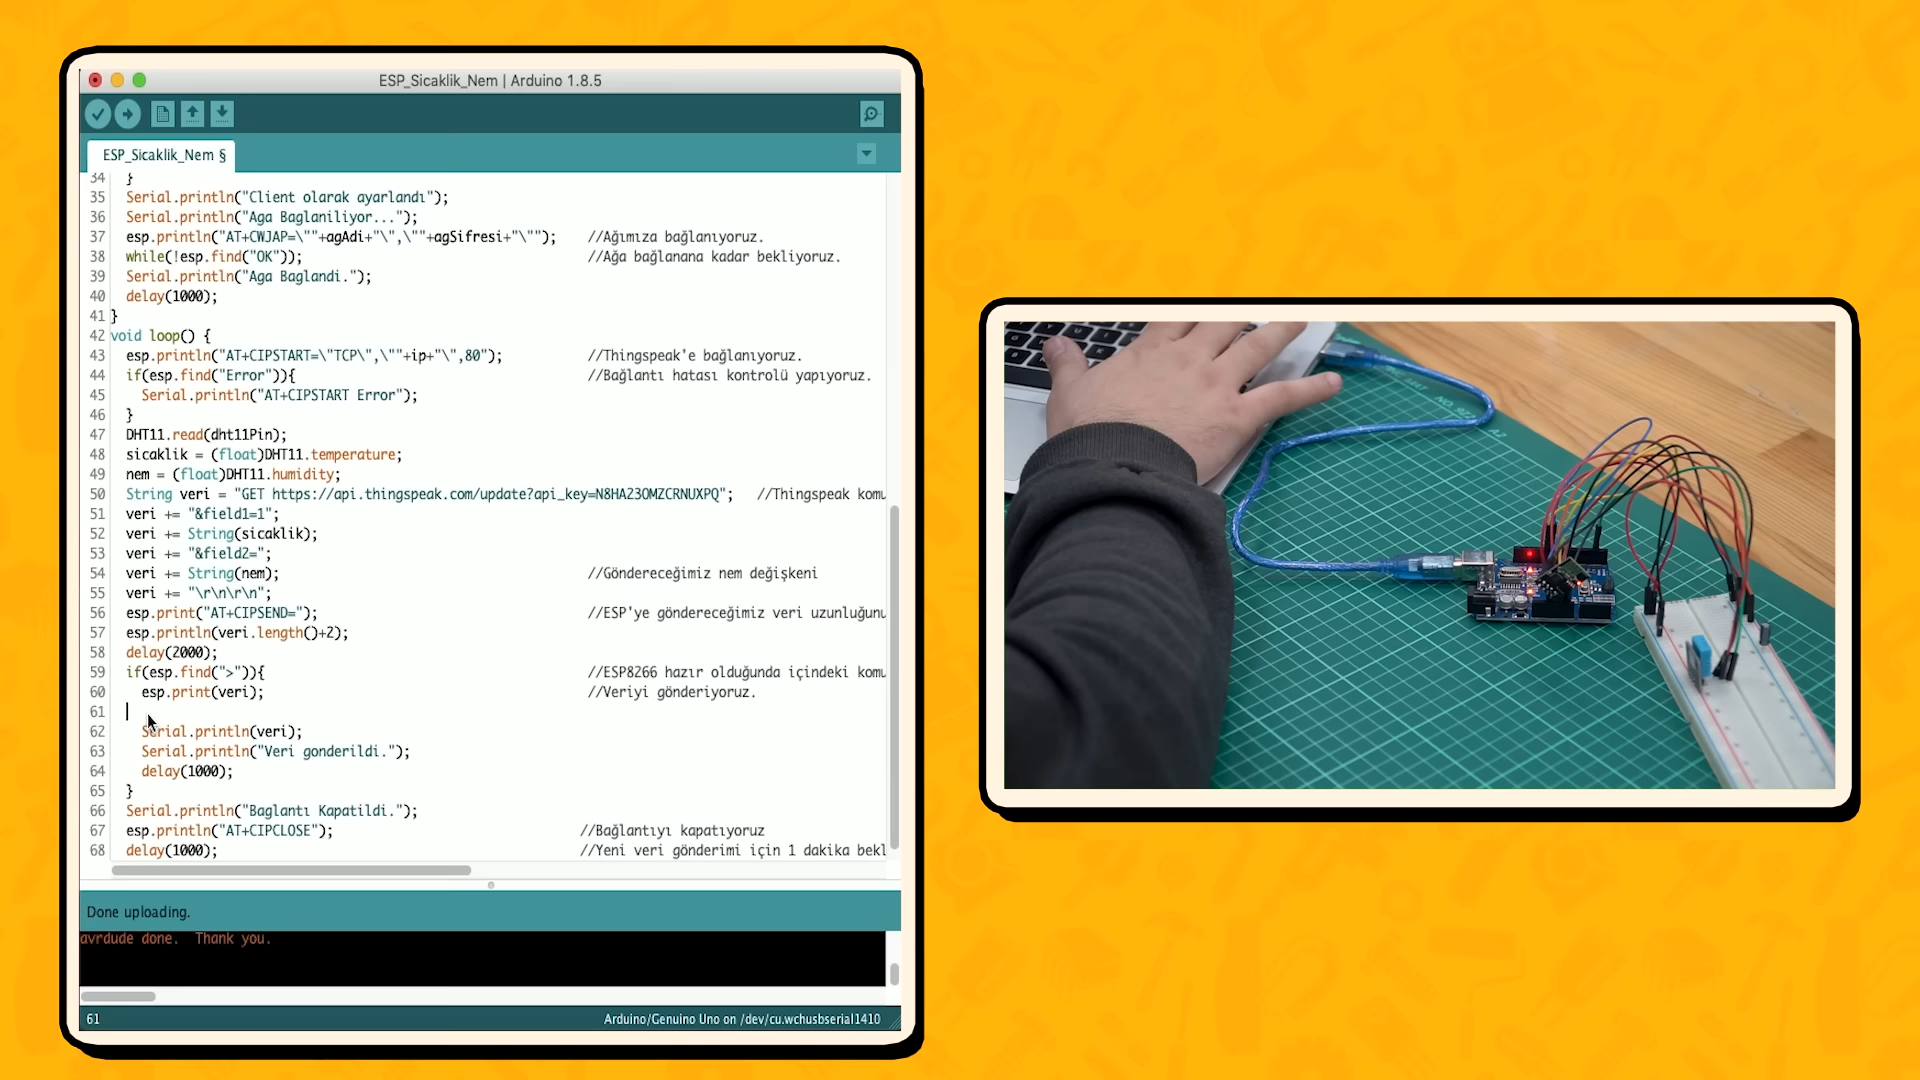 ESP_Sicaklik_Nem | Arduino 1.8.5
ESP_Sicaklik_Nem §
34 }
35 Serial.println("Client olarak ayarlandı");
36 Serial.println("Aga Baglaniliyor...");
37 esp.println("AT+CWJAP=\""+agAdi+"\",\""+agSifresi+"\""); //Ağımıza bağlanıyoruz.
38 while(!esp.find("OK")); //Ağa bağlanana kadar bekliyoruz.
39 Serial.println("Aga Baglandi.");
40 delay(1000);
41 }
42 void loop() {
43 esp.println("AT+CIPSTART=\"TCP\",\""+ip+"\",80"); //Thingspeak'e bağlanıyoruz.
44 if(esp.find("Error")){ //Bağlantı hatası kontrolü yapıyoruz.
45 Serial.println("AT+CIPSTART Error");
46 }
47 DHT11.read(dht11Pin);
48 sicaklik = (float)DHT11.temperature;
49 nem = (float)DHT11.humidity;
50 String veri = "GET https://api.thingspeak.com/update?api_key=N8HA23OMZCRNUXPQ"; //Thingspeak komu
51 veri += "&field1=1";
52 veri += String(sicaklik);
53 veri += "&field2=";
54 veri += String(nem); //Göndereceğimiz nem değişkeni
55 veri += "\r\n\r\n";
56 esp.print("AT+CIPSEND="); //ESP'ye göndereceğimiz veri uzunluğunu
57 esp.println(veri.length()+2);
58 delay(2000);
59 if(esp.find(">")){ //ESP8266 hazır olduğunda içindeki komu
60 esp.print(veri); //Veriyi gönderiyoruz.
61
62 Serial.println(veri);
63 Serial.println("Veri gonderildi.");
64 delay(1000);
65 }
66 Serial.println("Baglantı Kapatildi.");
67 esp.println("AT+CIPCLOSE"); //Bağlantıyı kapatıyoruz
68 delay(1000); //Yeni veri gönderimi için 1 dakika bekl
Done uploading.
avrdude done. Thank you.
61 Arduino/Genuino Uno on /dev/cu.wchusbserial1410